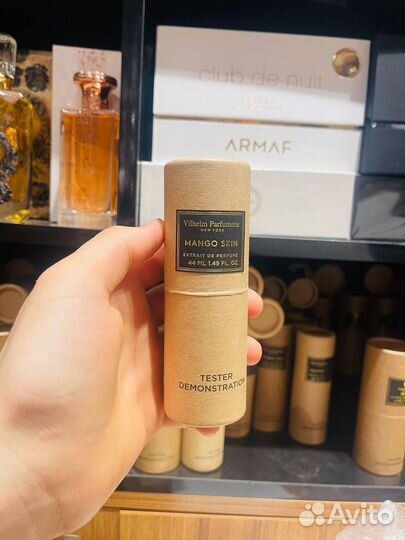 club de nuit
ARMAF
Vilhelm Parfumerie
NEW YORK
MANGO SKIN
EXTRAIT DE PERFUME
44 ML 1.49 FL. OZ.
TESTER
DEMONSTRATION
Avito